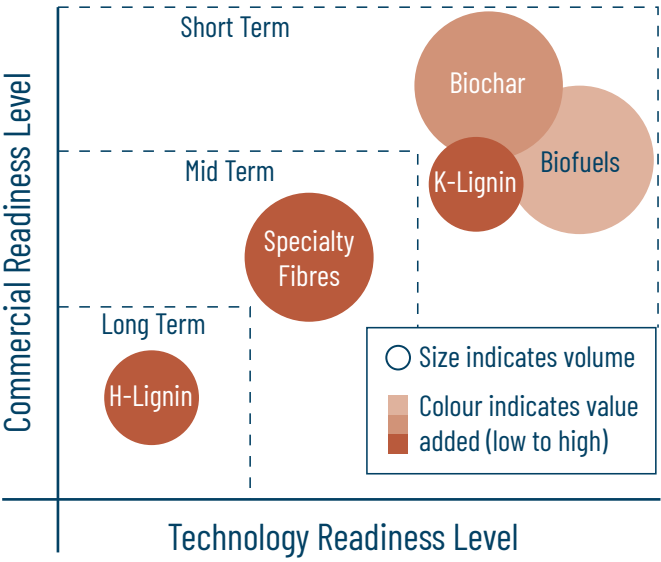 Short Term
Biochar
Biofuels
K-Lignin
Mid Term
Specialty
Fibres
Long Term
H-Lignin
Size indicates volume
Colour indicates value
added (low to high)
Commercial Readiness Level
Technology Readiness Level